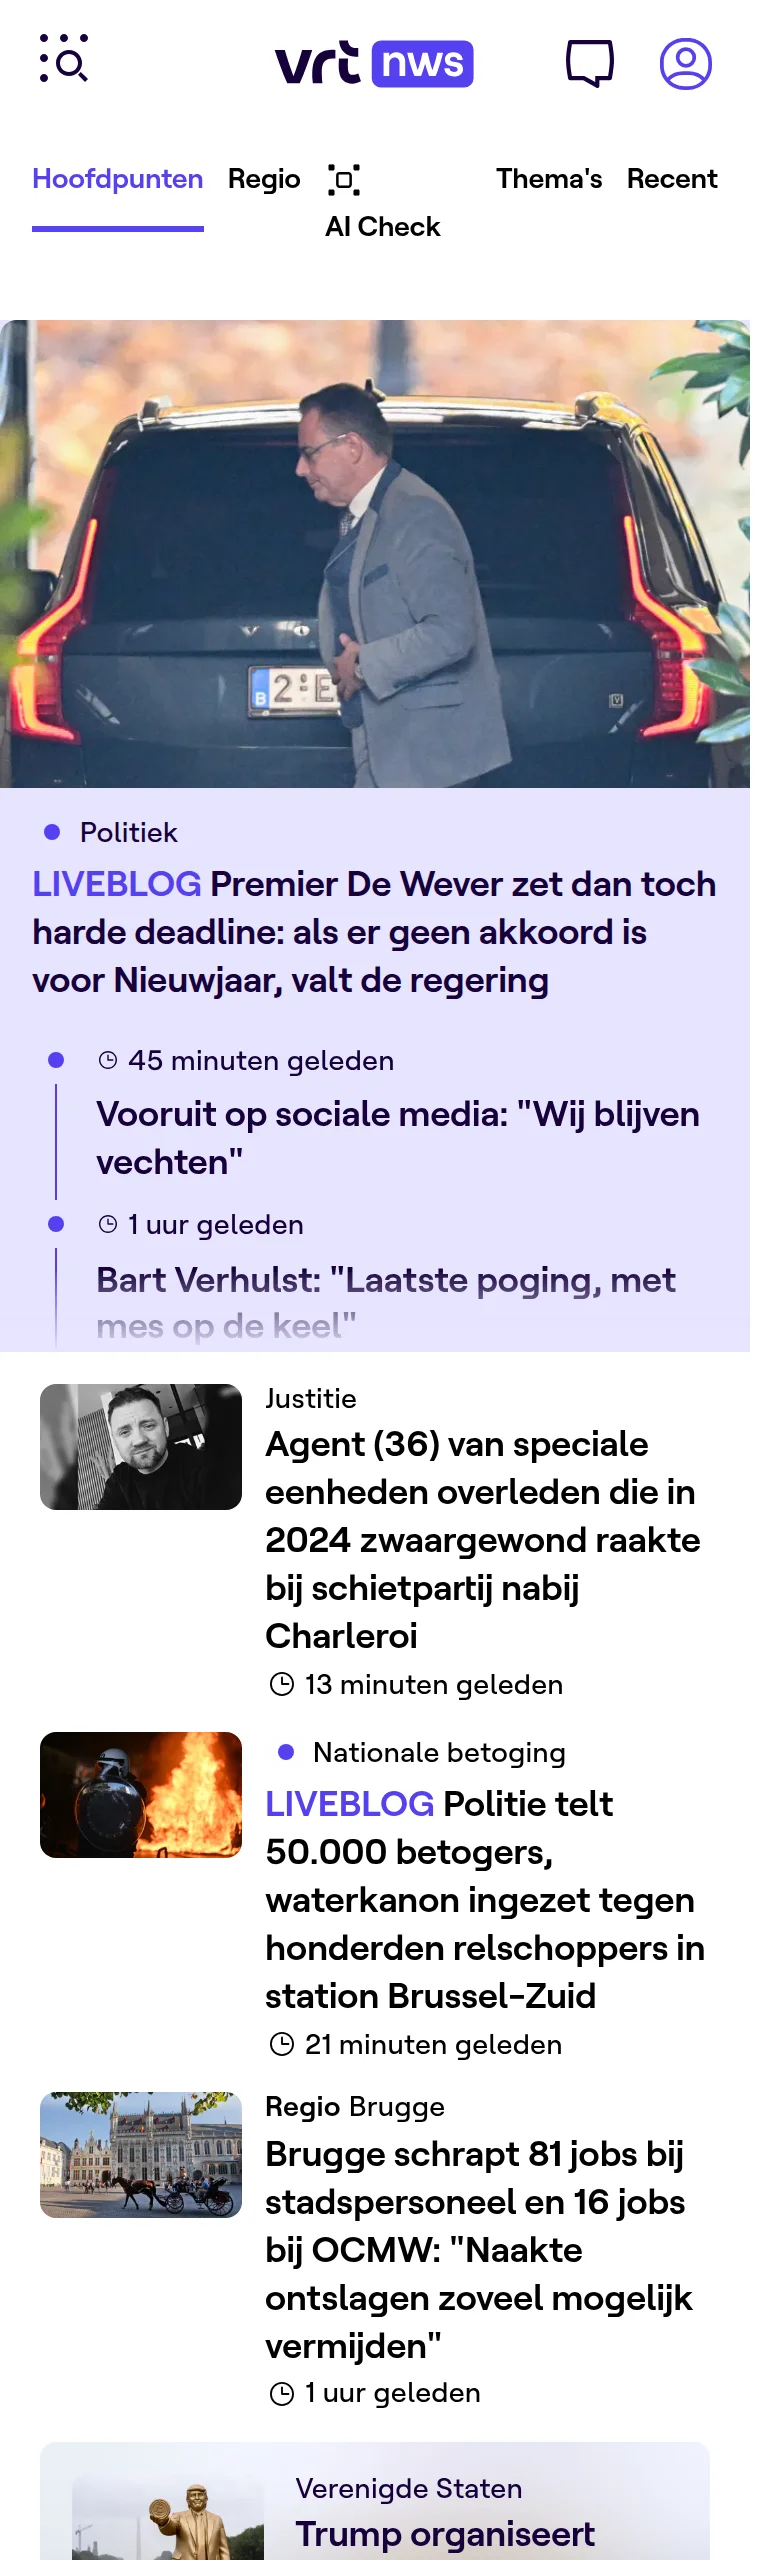 vrt nws
Hoofdpunten Regio Thema's Recent
AI Check
B 2 E
Politiek
LIVEBLOG Premier De Wever zet dan toch
harde deadline: als er geen akkoord is
voor Nieuwjaar, valt de regering
45 minuten geleden
Vooruit op sociale media: "Wij blijven
vechten"
1 uur geleden
Bart Verhulst: "Laatste poging, met
mes op de keel"
Justitie
Agent (36) van speciale
eenheden overleden die in
2024 zwaargewond raakte
bij schietpartij nabij
Charleroi
13 minuten geleden
Nationale betoging
LIVEBLOG Politie telt
50.000 betogers,
waterkanon ingezet tegen
honderden relschoppers in
station Brussel-Zuid
21 minuten geleden
Regio Brugge
Brugge schrapt 81 jobs bij
stadspersoneel en 16 jobs
bij OCMW: "Naakte
ontslagen zoveel mogelijk
vermijden"
1 uur geleden
Verenigde Staten
Trump organiseert